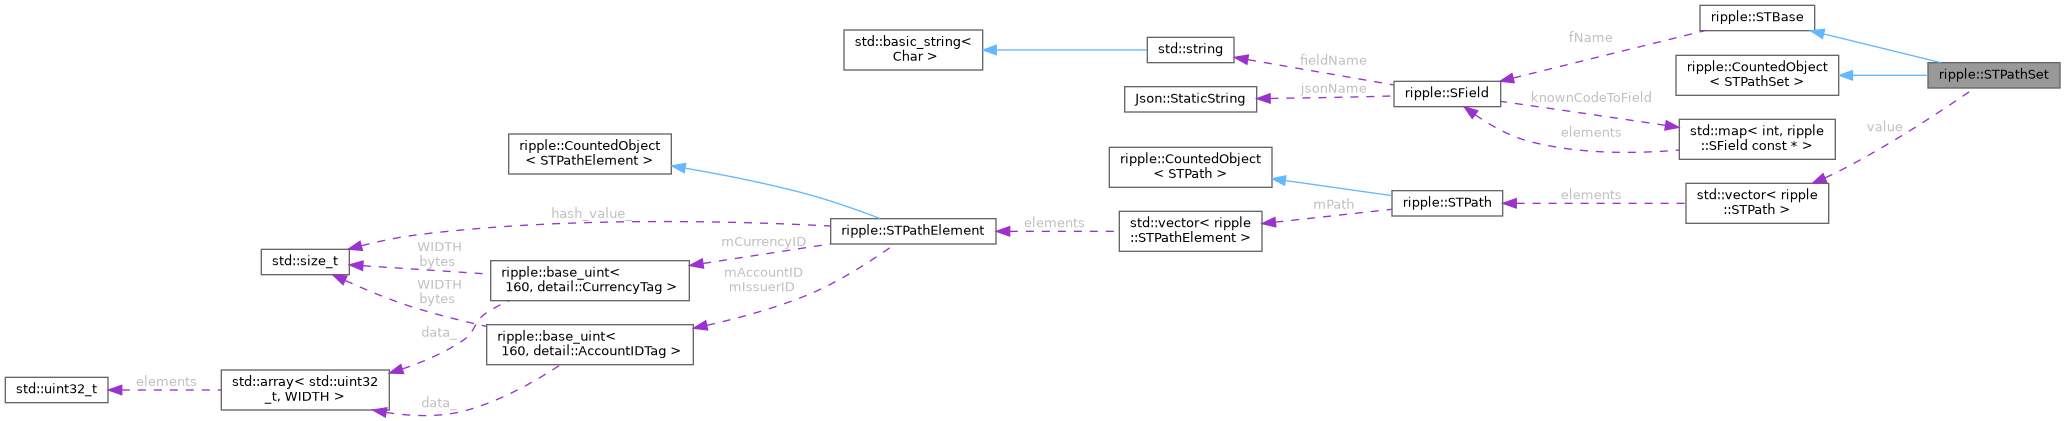 ripple::STBase
std::basic_string<
Char >
std::string
fName
fieldName
ripple::CountedObject
< STPathSet >
ripple::STPathSet
jsonName
Json::StaticString
ripple::SField
knownCodeToField
elements
std::map< int, ripple
::SField const * >
value
ripple::CountedObject
< STPathElement >
ripple::CountedObject
< STPath >
std::vector< ripple
::STPath >
elements
ripple::STPath
mPath
std::vector< ripple
::STPathElement >
elements
ripple::STPathElement
hash_value_
mCurrencyID
mAccountID
mIssuerID
std::size_t
WIDTH
bytes
ripple::base_uint<
160, detail::CurrencyTag >
WIDTH
bytes
data_
ripple::base_uint<
160, detail::AccountIDTag >
std::uint32_t
elements
std::array< std::uint32
_t, WIDTH >
data_